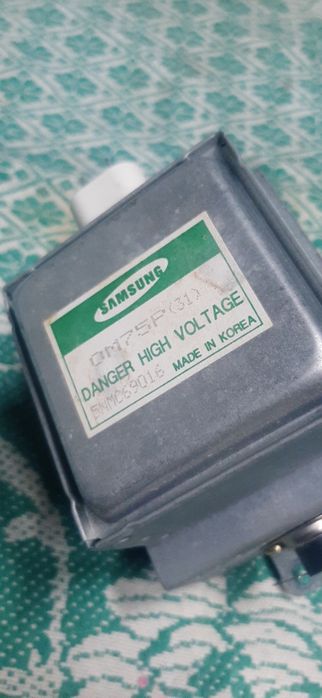 SAMSUNG
OM75P(31)
DANGER HIGH VOLTAGE
MADE IN KOREA